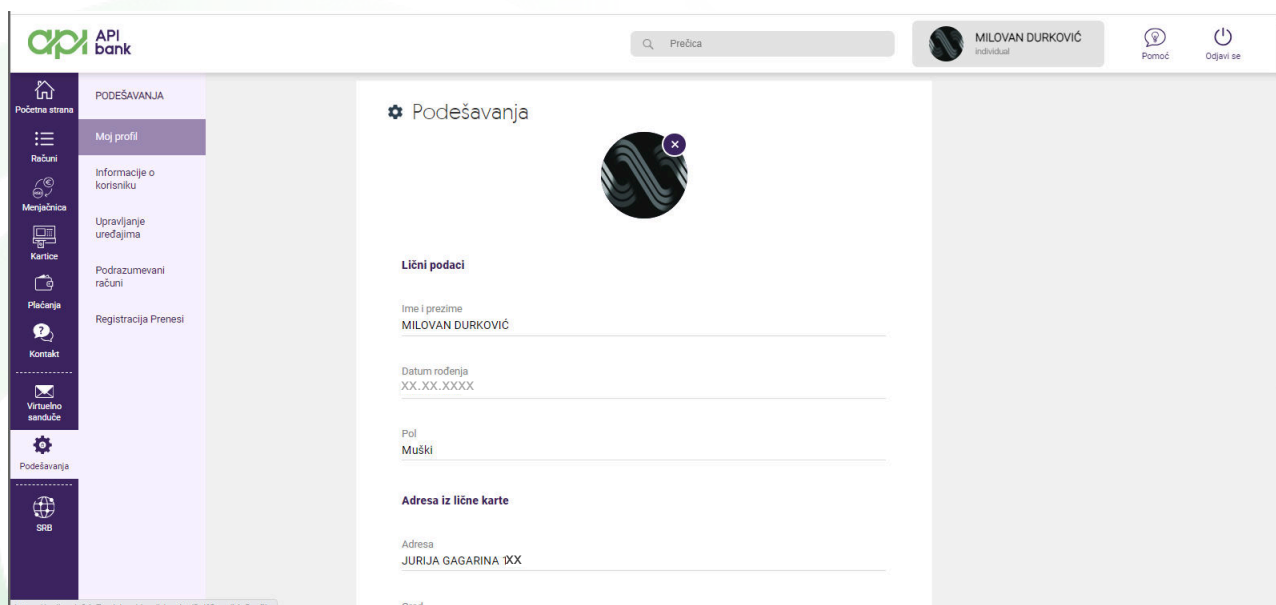 api API
bank
Prečica
MILOVAN DURKOVIĆ
individual
Pomoć
Odjavi se
Početna strana
Računi
Menjačnica
Kartice
Plaćanja
Kontakt
Virtuelno
sanduče
Podešavanja
SRB
PODEŠAVANJA
Moj profil
Informacije o
korisniku
Upravljanje
uređajima
Podrazumevani
računi
Registracija Prenesi
Podešavanja
Lični podaci
Ime i prezime
MILOVAN DURKOVIĆ
Datum rođenja
XX.XX.XXXX
Pol
Muški
Adresa iz lične karte
Adresa
JURIJA GAGARINA 1XX